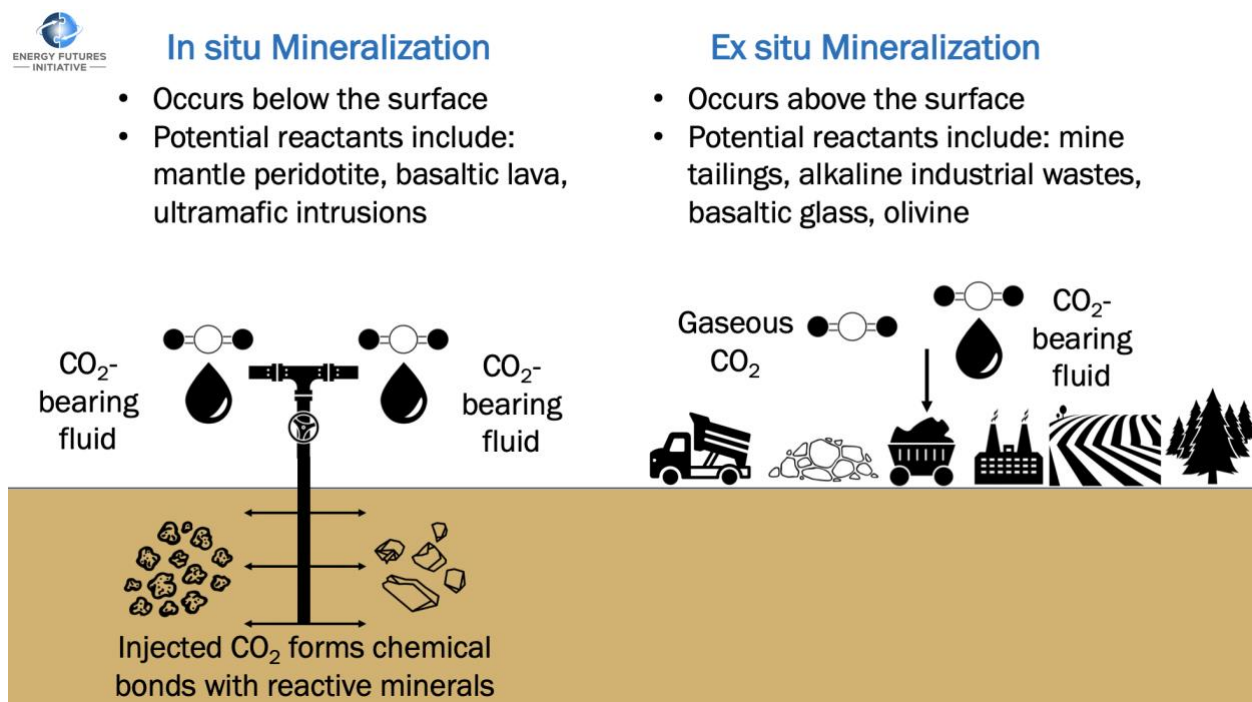 ENERGY FUTURES
INITIATIVE
In situ Mineralization
• Occurs below the surface
• Potential reactants include:
mantle peridotite, basaltic lava,
ultramafic intrusions
Ex situ Mineralization
• Occurs above the surface
• Potential reactants include: mine
tailings, alkaline industrial wastes,
basaltic glass, olivine
CO₂-
bearing
fluid
CO₂-
bearing
fluid
Gaseous
CO₂
CO₂-
bearing
fluid
Injected CO₂ forms chemical
bonds with reactive minerals